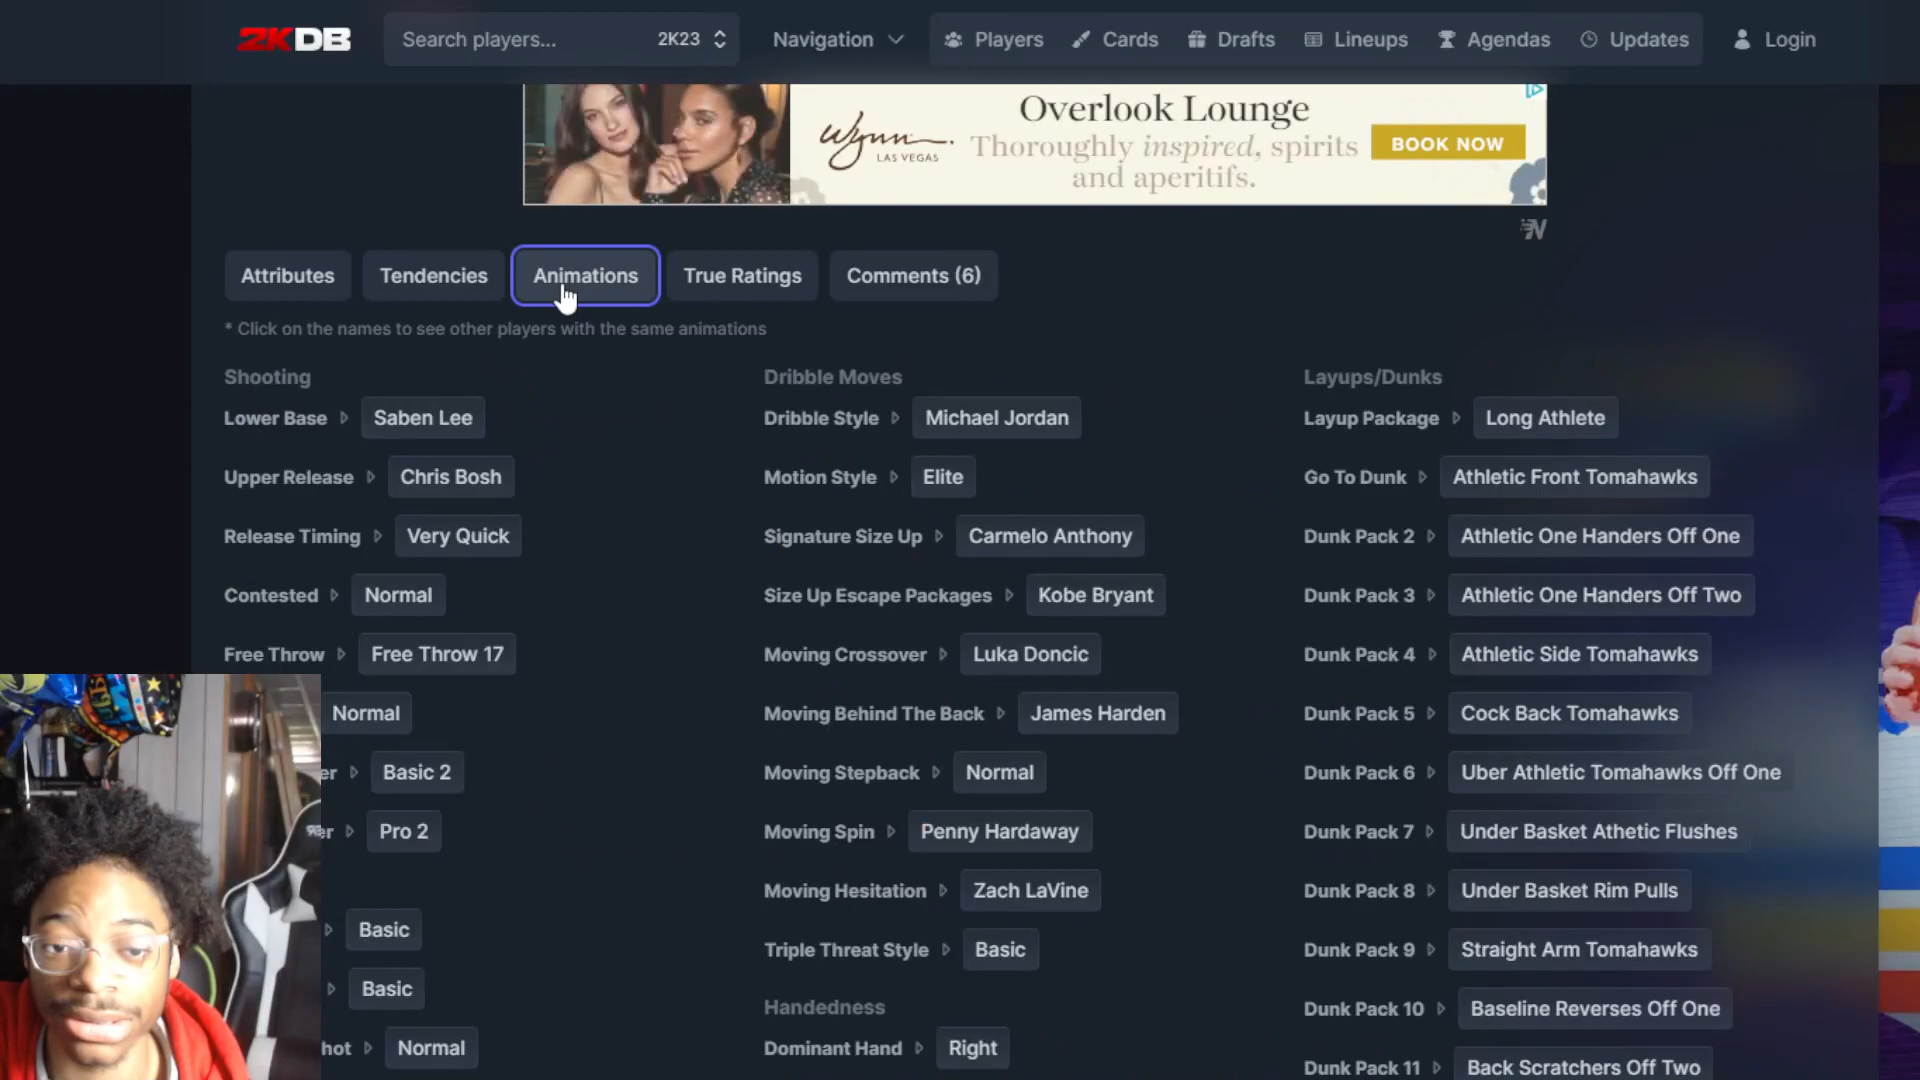 2KDB
Search players...
2K23
Navigation
Players
Cards
Drafts
Lineups
Agendas
Updates
Login
Wynn
LAS VEGAS
Overlook Lounge
Thoroughly inspired, spirits
and aperitifs.
BOOK NOW
Attributes
Tendencies
Animations
True Ratings
Comments (6)
* Click on the names to see other players with the same animations
Shooting
Lower Base Saben Lee
Upper Release Chris Bosh
Release Timing Very Quick
Contested Normal
Free Throw Free Throw 17
Normal
er Basic 2
er Pro 2
Basic
Basic
hot Normal
Dribble Moves
Dribble Style Michael Jordan
Motion Style Elite
Signature Size Up Carmelo Anthony
Size Up Escape Packages Kobe Bryant
Moving Crossover Luka Doncic
Moving Behind The Back James Harden
Moving Stepback Normal
Moving Spin Penny Hardaway
Moving Hesitation Zach LaVine
Triple Threat Style Basic
Handedness
Dominant Hand Right
Layups/Dunks
Layup Package Long Athlete
Go To Dunk Athletic Front Tomahawks
Dunk Pack 2 Athletic One Handers Off One
Dunk Pack 3 Athletic One Handers Off Two
Dunk Pack 4 Athletic Side Tomahawks
Dunk Pack 5 Cock Back Tomahawks
Dunk Pack 6 Uber Athletic Tomahawks Off One
Dunk Pack 7 Under Basket Athetic Flushes
Dunk Pack 8 Under Basket Rim Pulls
Dunk Pack 9 Straight Arm Tomahawks
Dunk Pack 10 Baseline Reverses Off One
Dunk Pack 11 Back Scratchers Off Two